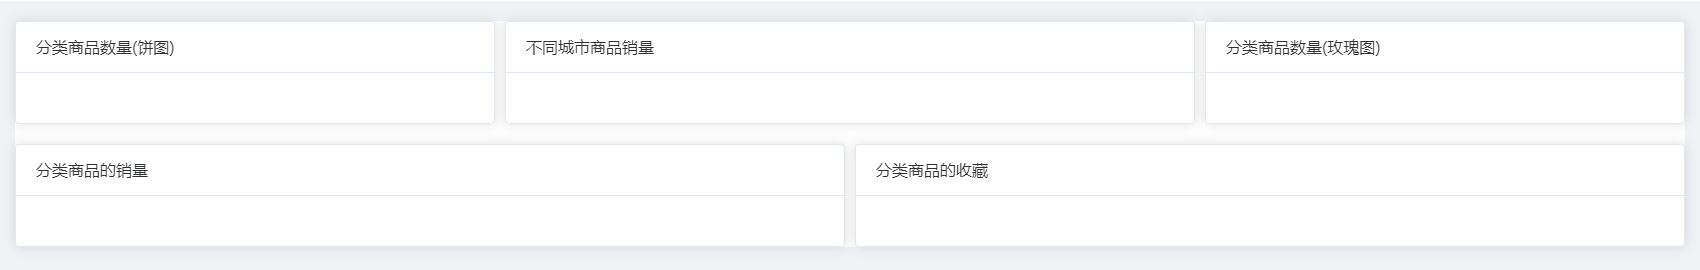 分类商品数量(饼图)
不同城市商品销量
分类商品数量(玫瑰图)
分类商品的销量
分类商品的收藏